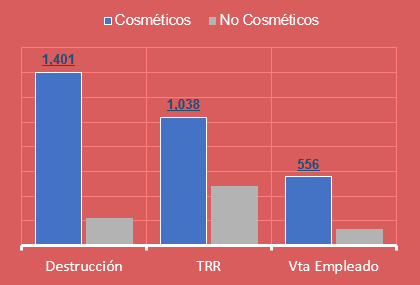 Cosméticos No Cosméticos
1,401
1,038
556
Destrucción TRR Vta Empleado